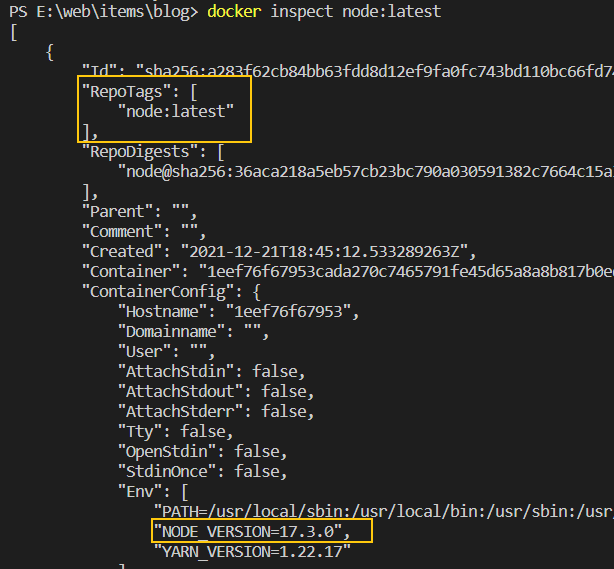 PS E:\web\items\blog> docker inspect node:latest
[
{
"Id": "sha256:a283f62cb84bb63fdd8d12ef9fa0fc743bd110bc66fd74
"RepoTags": [
"node:latest"
],
"RepoDigests": [
"node@sha256:36aca218a5eb57cb23bc790a030591382c7664c15a
],
"Parent": "",
"Comment": "",
"Created": "2021-12-21T18:45:12.533289263Z",
"Container": "1eef76f67953cada270c7465791fe45d65a8a8b817b0e
"ContainerConfig": {
"Hostname": "1eef76f67953",
"Domainname": "",
"User": "",
"AttachStdin": false,
"AttachStdout": false,
"AttachStderr": false,
"Tty": false,
"OpenStdin": false,
"StdinOnce": false,
"Env": [
"PATH=/usr/local/sbin:/usr/local/bin:/usr/sbin:/usr/
"NODE_VERSION=17.3.0",
"YARN_VERSION=1.22.17"